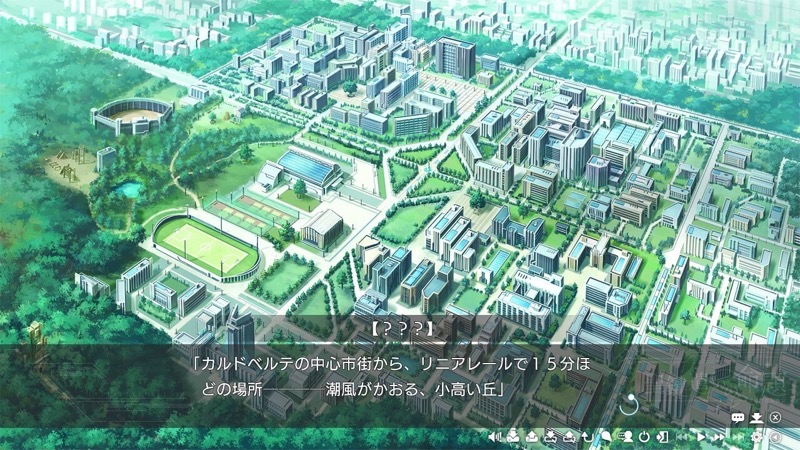 【？？？】
「カルドベルテの中心市街から、リニアレールで１５分ほ
どの場所―――潮風がかおる、小高い丘」